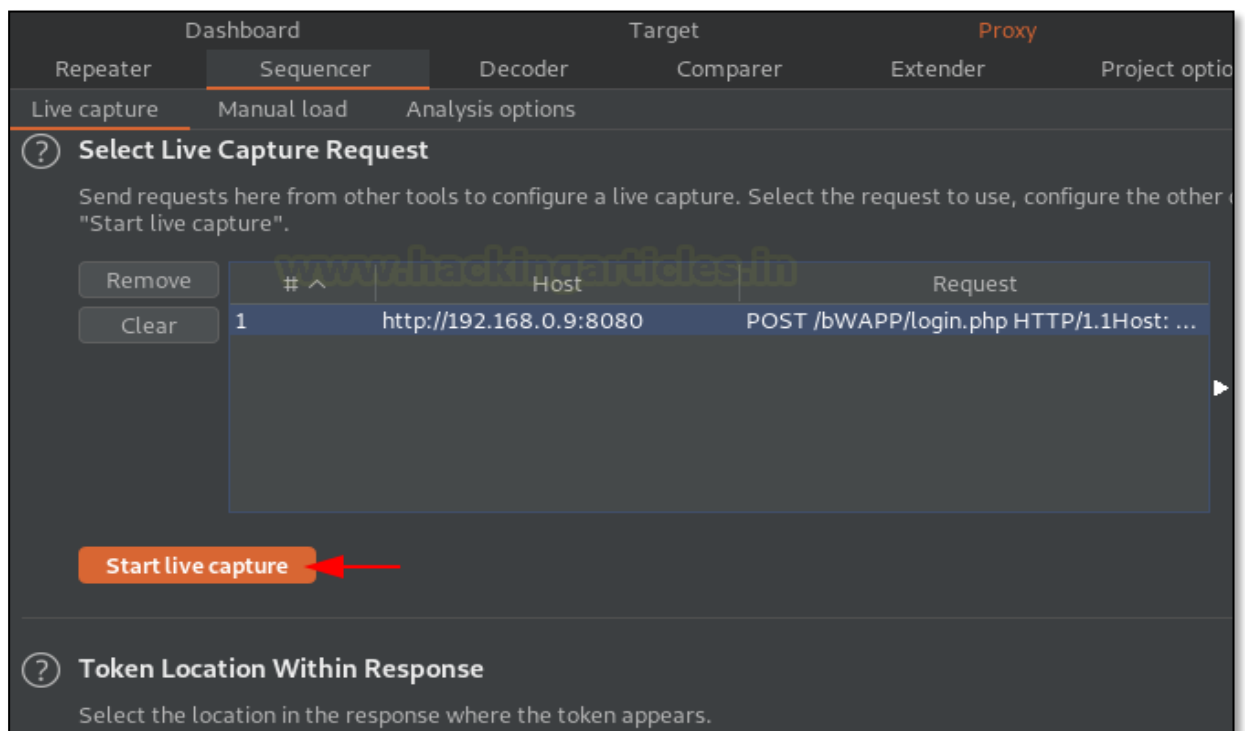 Dashboard Target Proxy
Repeater Sequencer Decoder Comparer Extender Project optio
Live capture Manual load Analysis options
? Select Live Capture Request
Send requests here from other tools to configure a live capture. Select the request to use, configure the other
"Start live capture".
www.hackingarticles.in
Remove # Host Request
Clear 1 http://192.168.0.9:8080 POST /bWAPP/login.php HTTP/1.1Host: ...
Start live capture
? Token Location Within Response
Select the location in the response where the token appears.